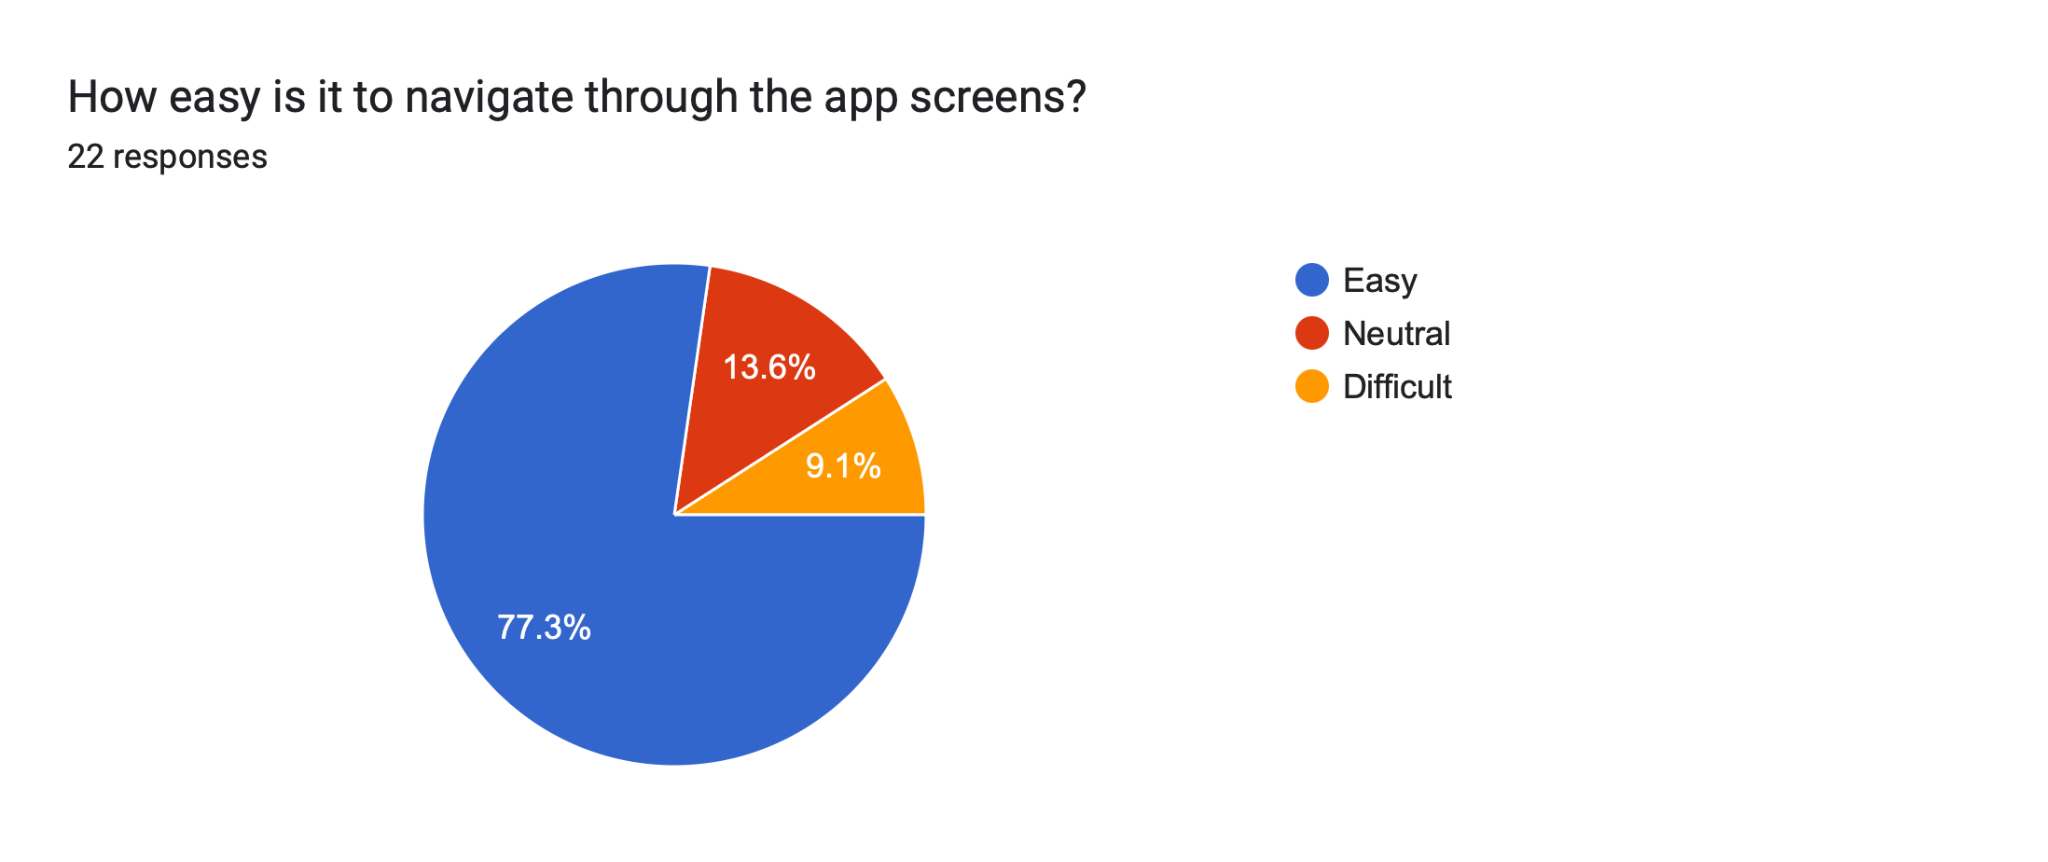 How easy is it to navigate through the app screens?
22 responses
Easy
Neutral
Difficult
13.6%
9.1%
77.3%